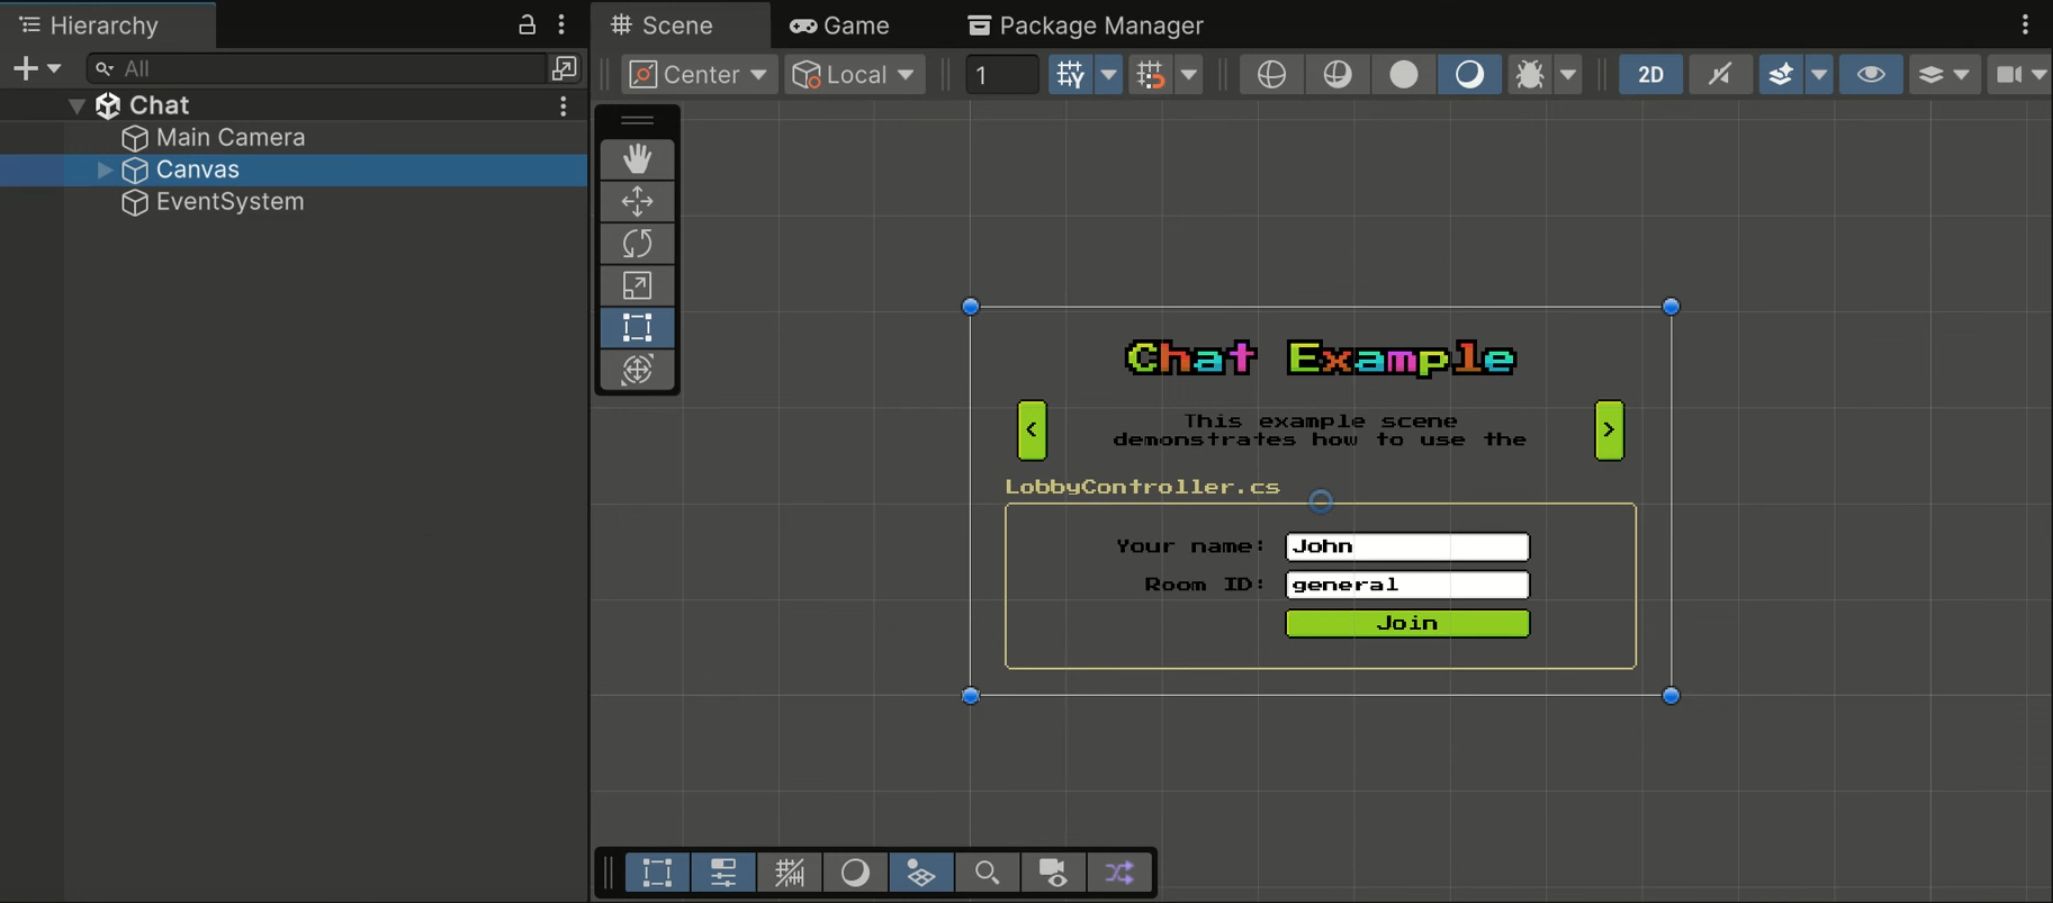 Hierarchy
All
Chat
Main Camera
Canvas
EventSystem
Scene
Game
Package Manager
Center
Local
1
2D
Chat Example
<
This example scene
demonstrates how to use the
>
LobbyController.cs
Your name: John
Room ID: general
Join